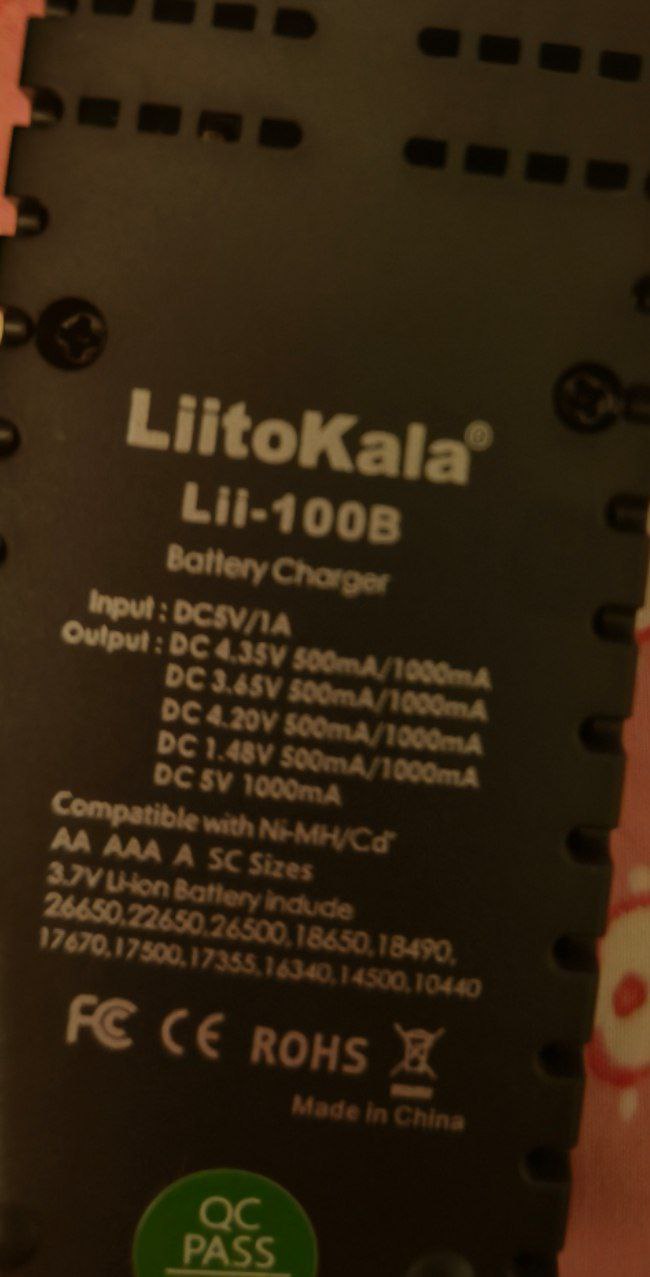 LiitoKala®
Lii-100B
Battery Charger
Input : DC5V/1A
Output : DC 4.35V 500mA/1000mA
DC 3.65V 500mA/1000mA
DC 4.20V 500mA/1000mA
DC 1.48V 500mA/1000mA
DC 5V 1000mA
Compatible with Ni-MH/Cd
AA AAA A SC Sizes
3.7V Li-ion Battery include
26650,22650,26500,18650,18490,
17670,17500,17355,16340,14500,10440
FC CE ROHS
Made in China
QC
PASS